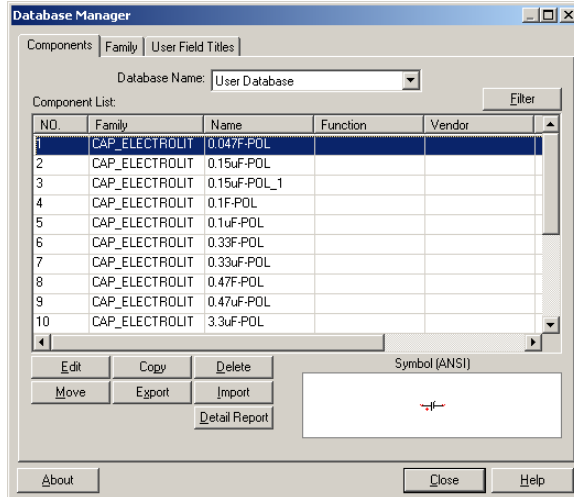 Database Manager
Components Family User Field Titles
Database Name: User Database
Component List: Filter
NO. Family Name Function Vendor
1 CAP_ELECTROLIT 0.047F-POL
2 CAP_ELECTROLIT 0.15uF-POL
3 CAP_ELECTROLIT 0.15uF-POL_1
4 CAP_ELECTROLIT 0.1F-POL
5 CAP_ELECTROLIT 0.1uF-POL
6 CAP_ELECTROLIT 0.33F-POL
7 CAP_ELECTROLIT 0.33uF-POL
8 CAP_ELECTROLIT 0.47F-POL
9 CAP_ELECTROLIT 0.47uF-POL
10 CAP_ELECTROLIT 3.3uF-POL
Edit Copy Delete Symbol (ANSI)
Move Export Import
Detail Report
About Close Help